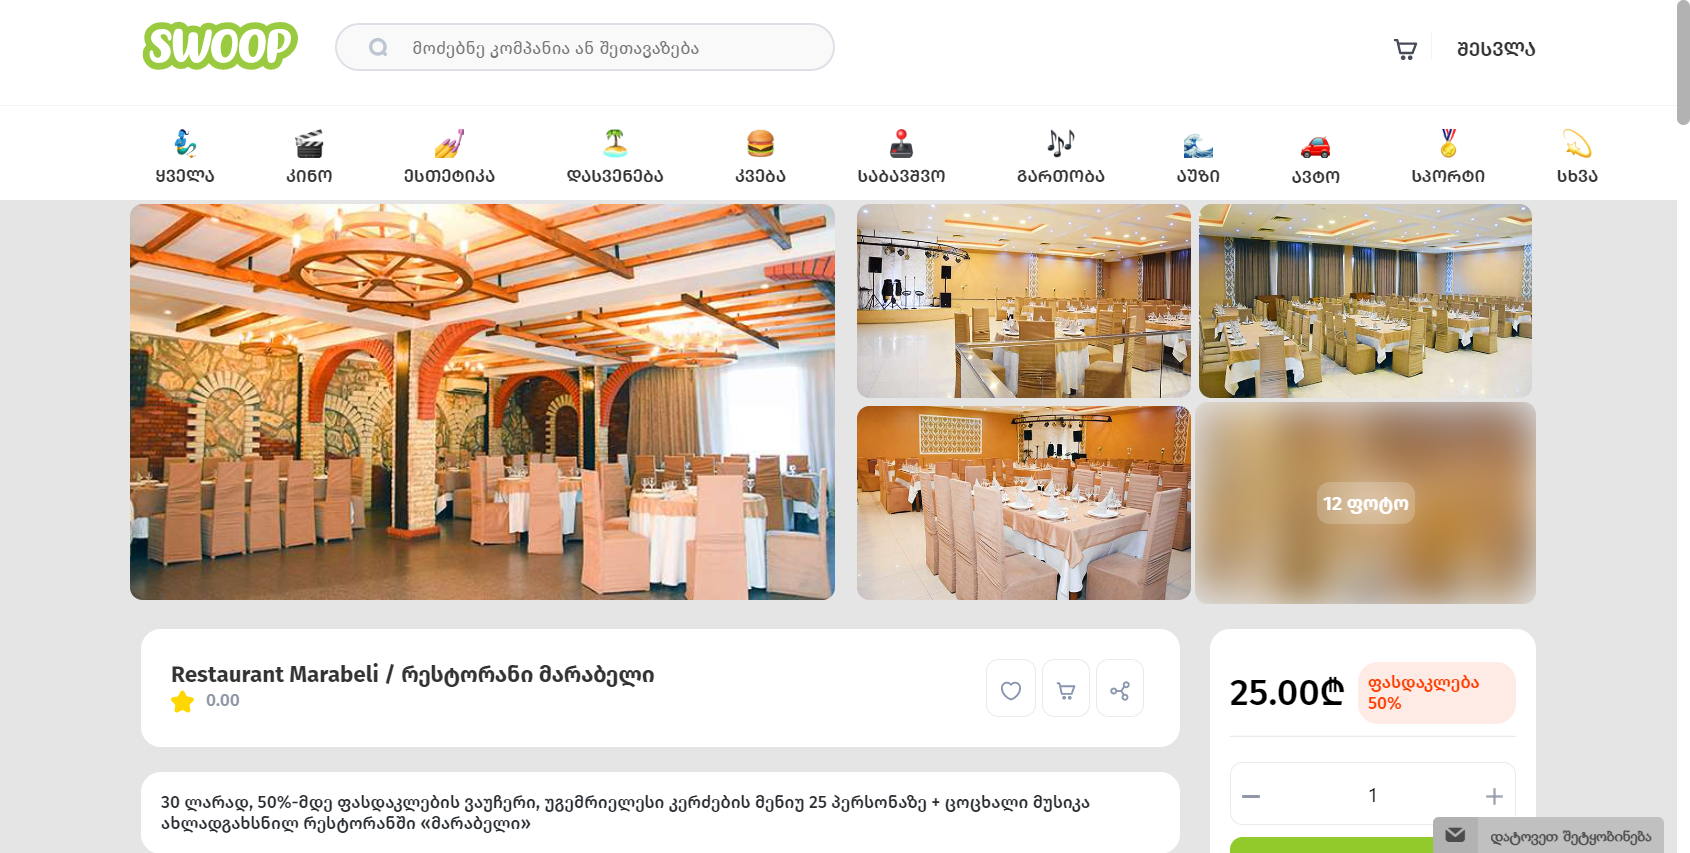 SWOOP
მოძებნე კომპანია ან შეთავაზება
შესვლა
ყველა
კინო
ესთეტიკა
დასვენება
კვება
საბავშვო
გართობა
აუზი
ავტო
სპორტი
სხვა
12 ფოტო
Restaurant Marabeli / რესტორანი მარაბელი
0.00
25.00₾
ფასდაკლება
50%
1
30 ლარად, 50%-მდე ფასდაკლების ვაუჩერი, უგემრიელესი კერძების მენიუ 25 პერსონაზე + ცოცხალი მუსიკა
ახლადგახსნილ რესტორანში «მარაბელი»
დატოვეთ შეტყობინება